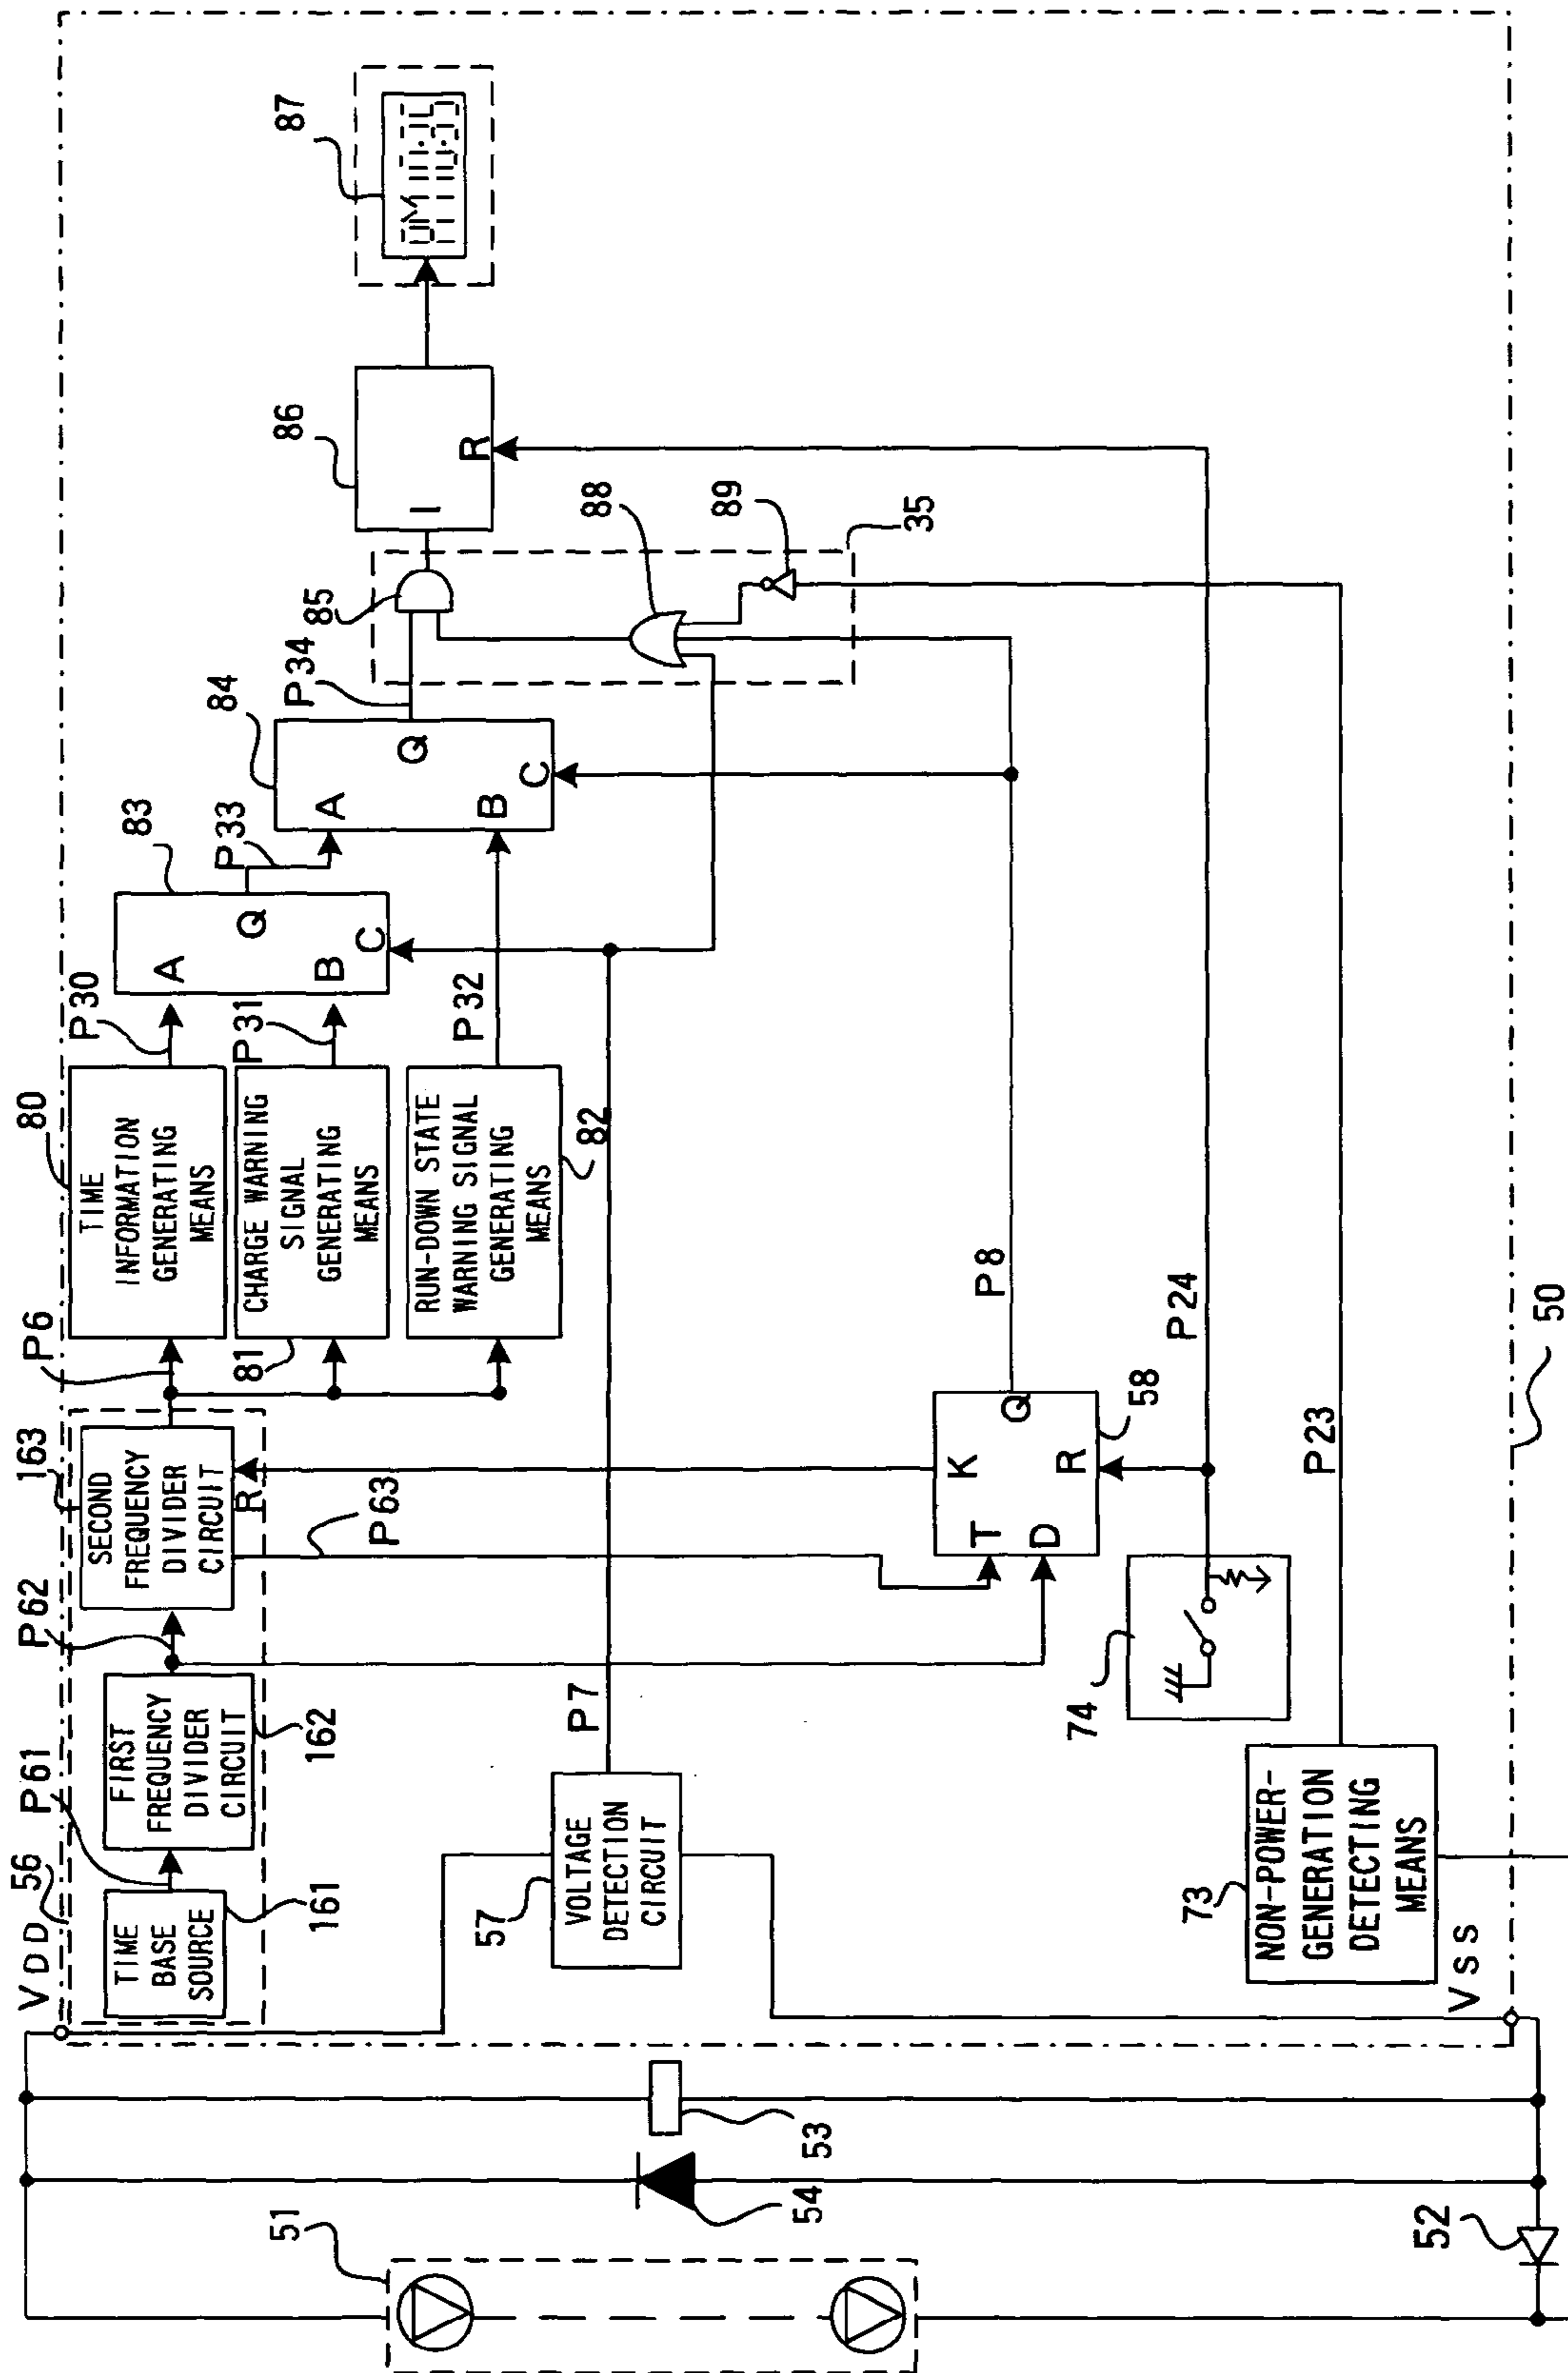 VDD
56
P61
P62
163
P6
80
TIME
BASE
SOURCE
161
FIRST
FREQUENCY
DIVIDER
CIRCUIT
162
SECOND
FREQUENCY
DIVIDER
CIRCUIT
R
P63
TIME
INFORMATION
GENERATING
MEANS
P30
81
CHARGE WARNING
SIGNAL
GENERATING
MEANS
P31
RUN-DOWN STATE
WARNING SIGNAL
GENERATING
MEANS
82
P32
83
A
Q
B
C
P33
84
A
Q
B
C
P34
85
86
I
R
87
88
89
35
57
VOLTAGE
DETECTION
CIRCUIT
P7
T
K
D
R
Q
58
P8
74
P24
73
NON-POWER-
GENERATION
DETECTING
MEANS
P23
VSS
50
51
54
53
52